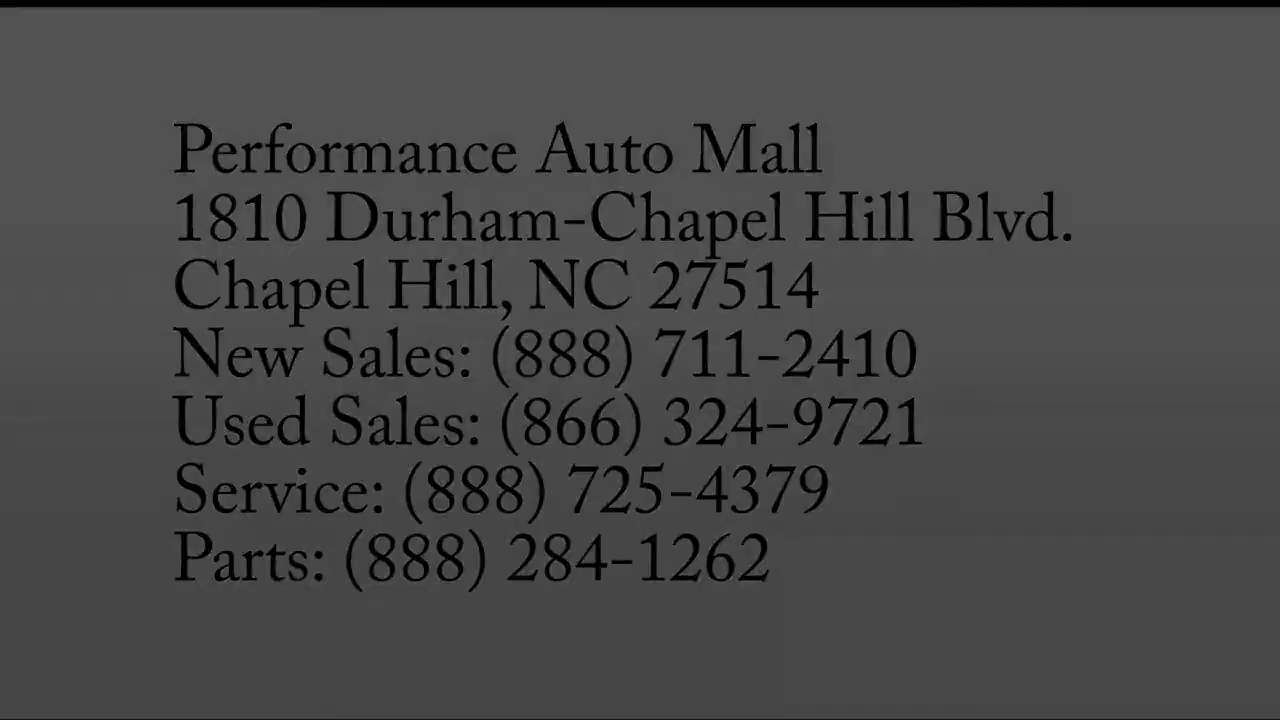 Performance Auto Mall
1810 Durham-Chapel Hill Blvd.
Chapel Hill, NC 27514
New Sales: (888) 711-2410
Used Sales: (866) 324-9721
Service: (888) 725-4379
Parts: (888) 284-1262